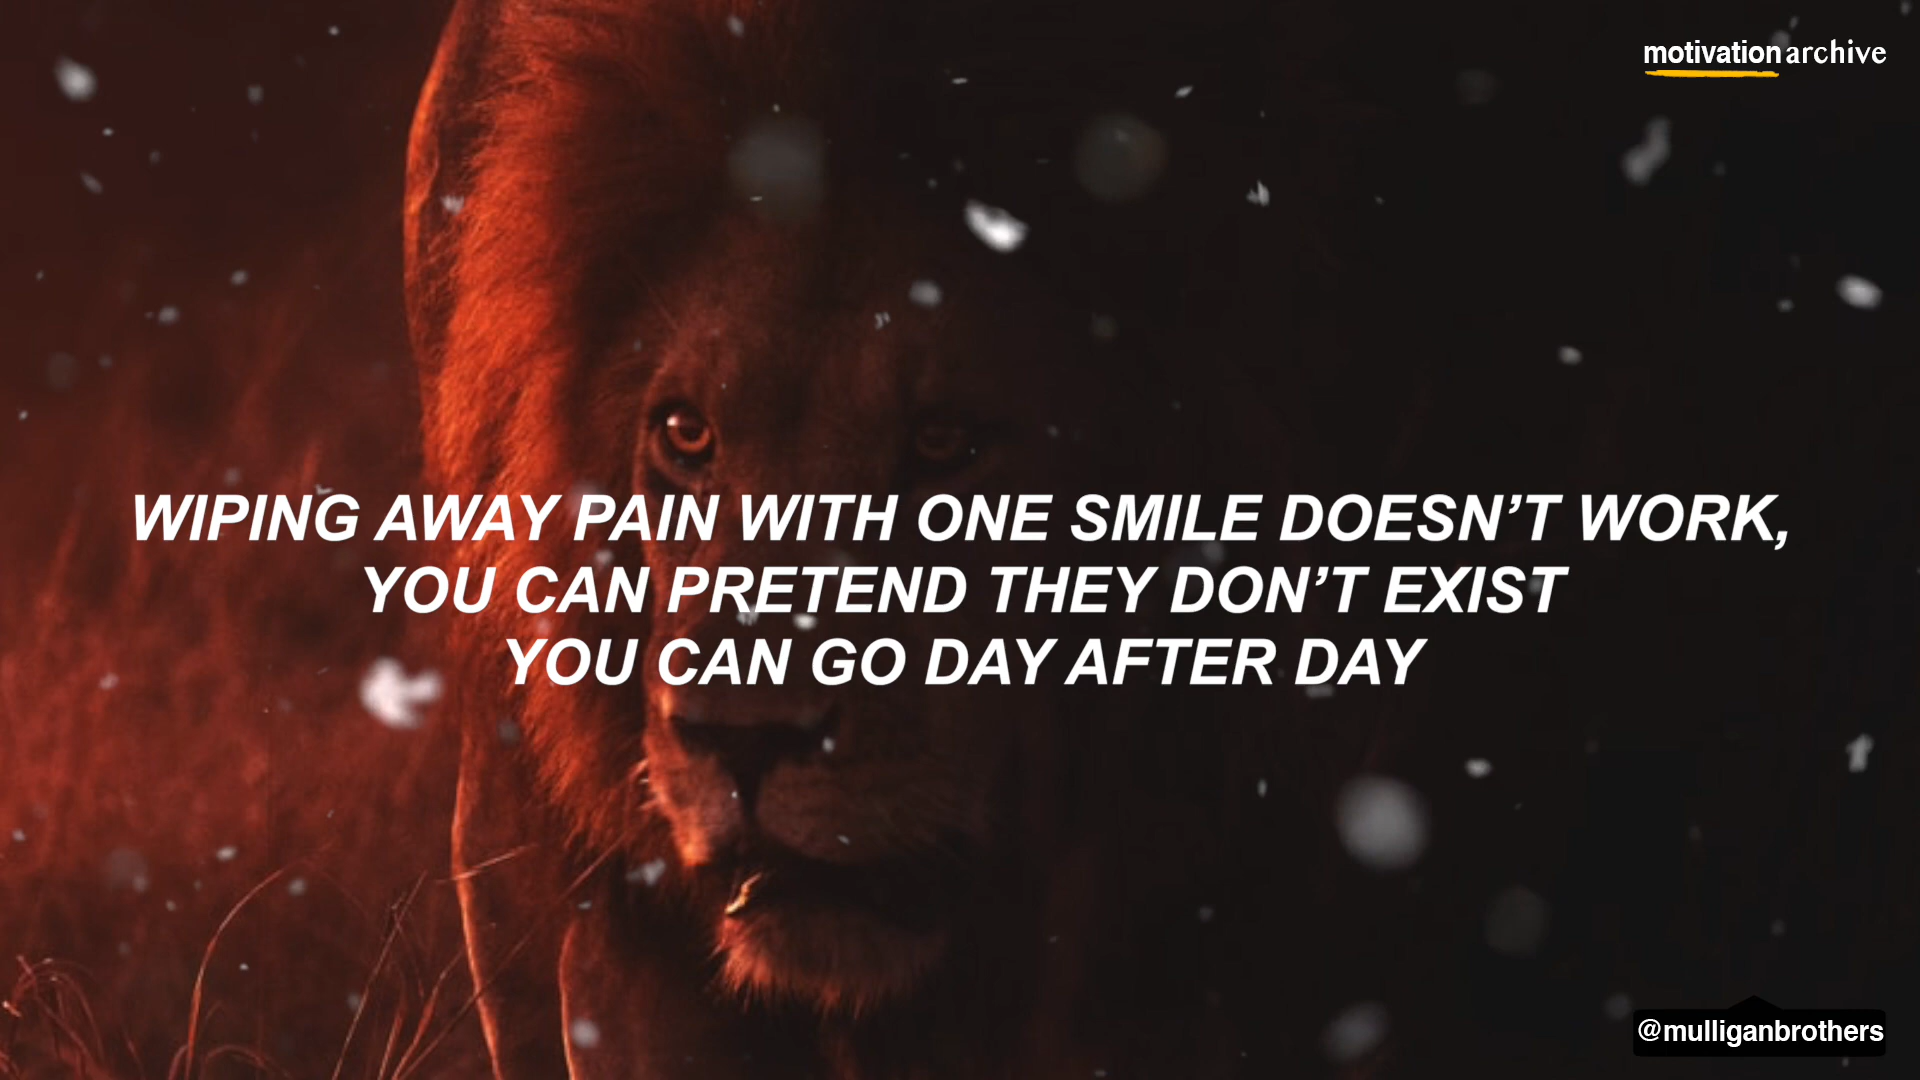 motivation archive
WIPING AWAY PAIN WITH ONE SMILE DOESN’T WORK,
YOU CAN PRETEND THEY DON’T EXIST
YOU CAN GO DAY AFTER DAY
@mulliganbrothers